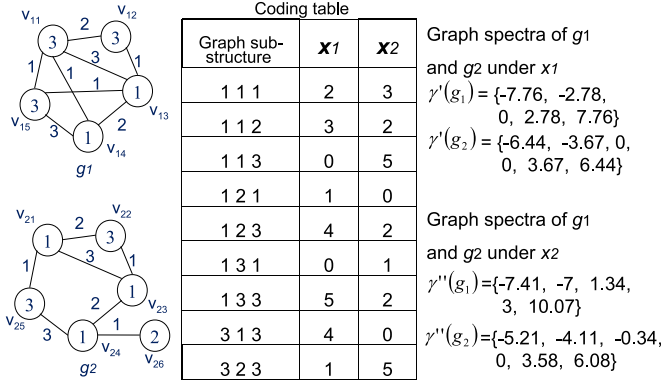 Coding table
v11
v12
2
3
3
3
1
1
1
1
3
1
v15
3
2
v13
1
v14
g1
v21
v22
2
1
3
3
1
1
1
3
2
v23
v25
3
1
1
2
v24
v26
g2
Graph sub-structure x1 x2
1 1 1 2 3
1 1 2 3 2
1 1 3 0 5
1 2 1 1 0
1 2 3 4 2
1 3 1 0 1
1 3 3 5 2
3 1 3 4 0
3 2 3 1 5
Graph spectra of g1
and g2 under x1
γ'(g₁) = {-7.76, -2.78,
0, 2.78, 7.76}
γ'(g₂) = {-6.44, -3.67, 0,
0, 3.67, 6.44}
Graph spectra of g1
and g2 under x2
γ''(g₁)={-7.41, -7, 1.34,
3, 10.07}
γ''(g₂)={-5.21, -4.11, -0.34,
0, 3.58, 6.08}